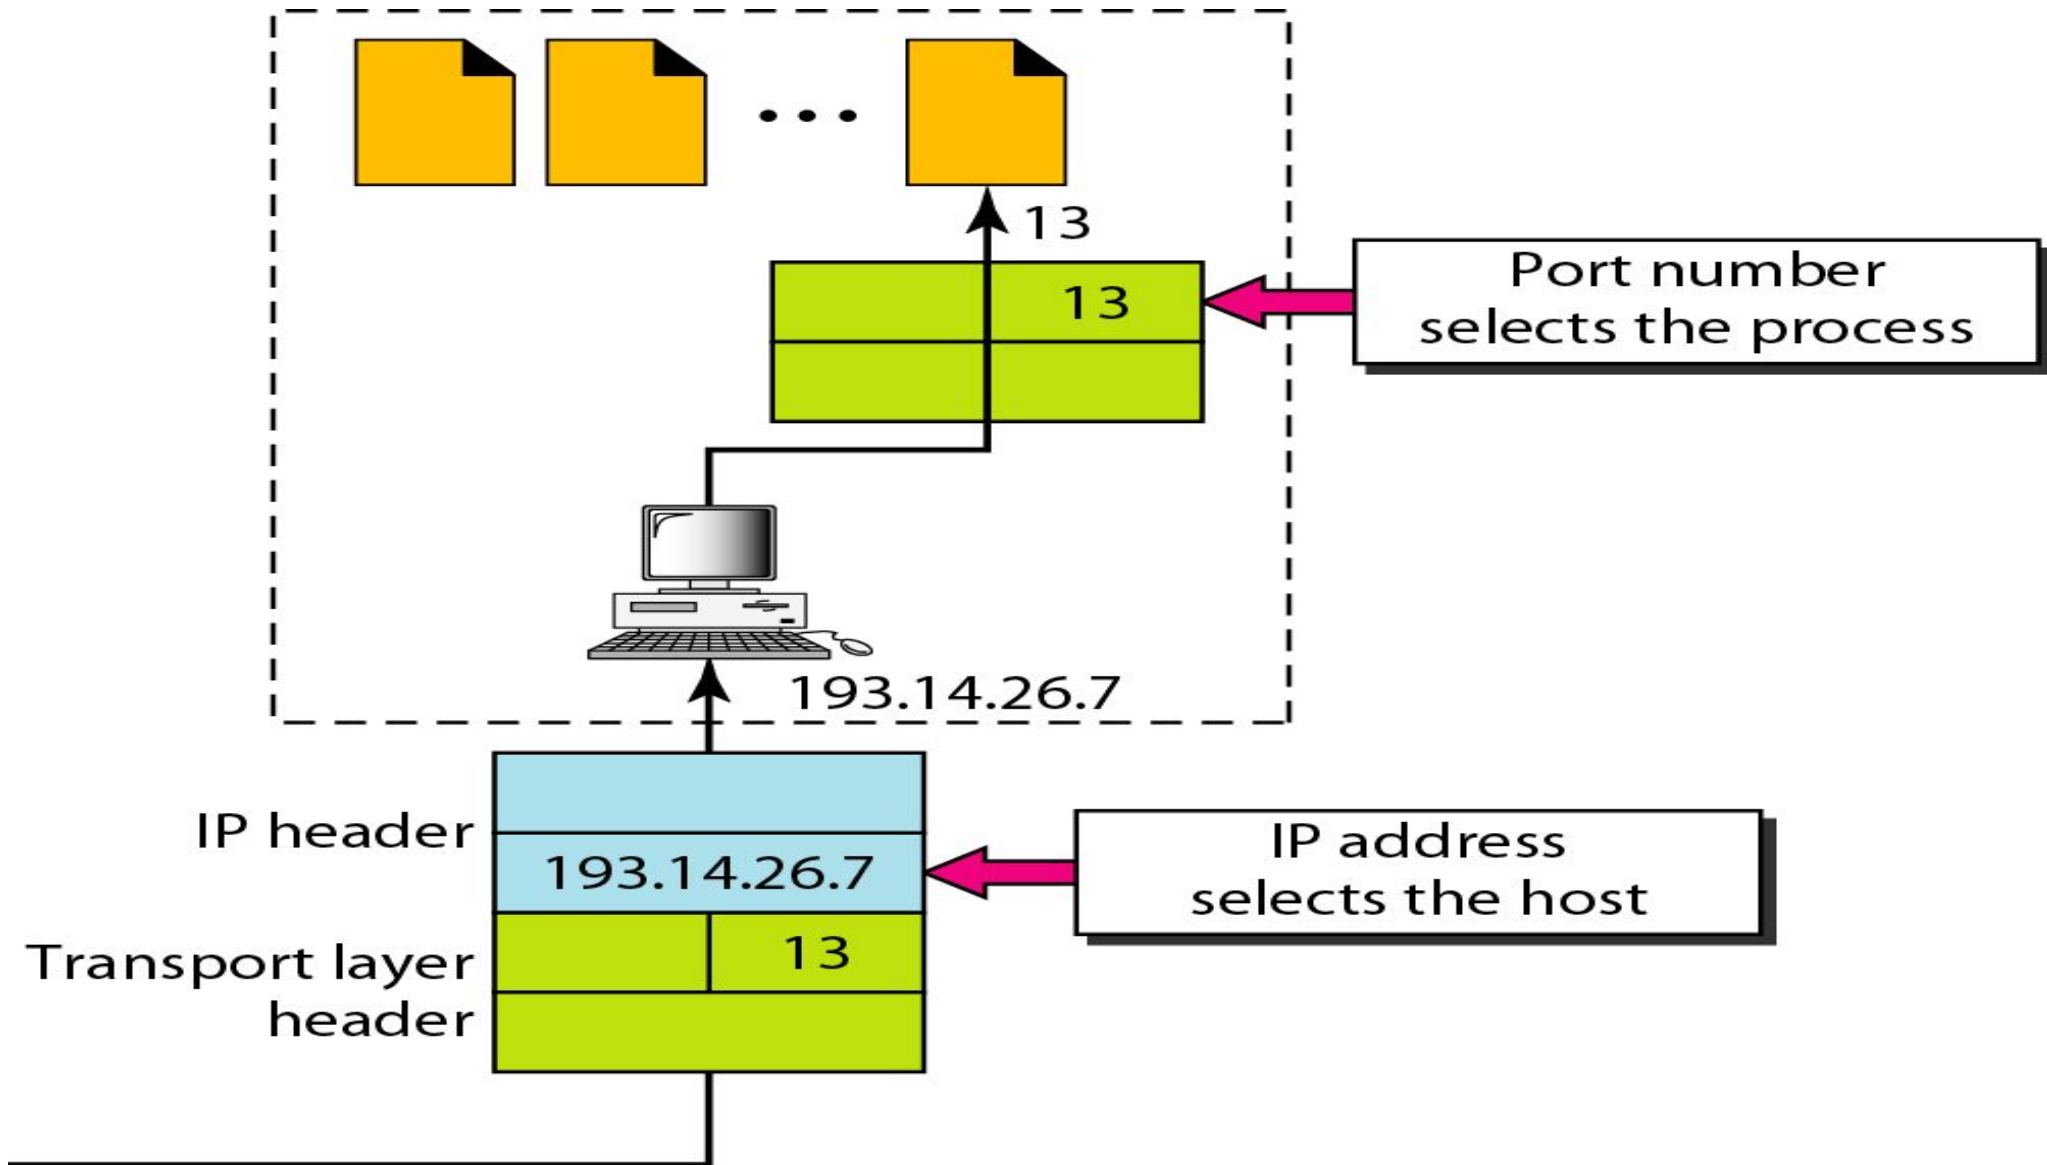 13
13
Port number
selects the process
193.14.26.7
IP header
193.14.26.7
IP address
selects the host
Transport layer
header
13